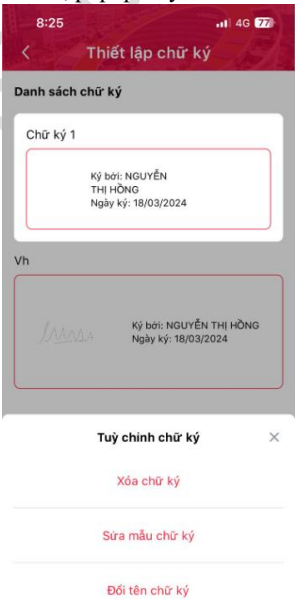 8:25
4G 77
Thiết lập chữ ký
Danh sách chữ ký
Chữ ký 1
Ký bởi: NGUYỄN
THỊ HỒNG
Ngày ký: 18/03/2024
Vh
Ký bởi: NGUYỄN THỊ HỒNG
Ngày ký: 18/03/2024
Tuỳ chỉnh chữ ký
Xóa chữ ký
Sửa mẫu chữ ký
Đổi tên chữ ký